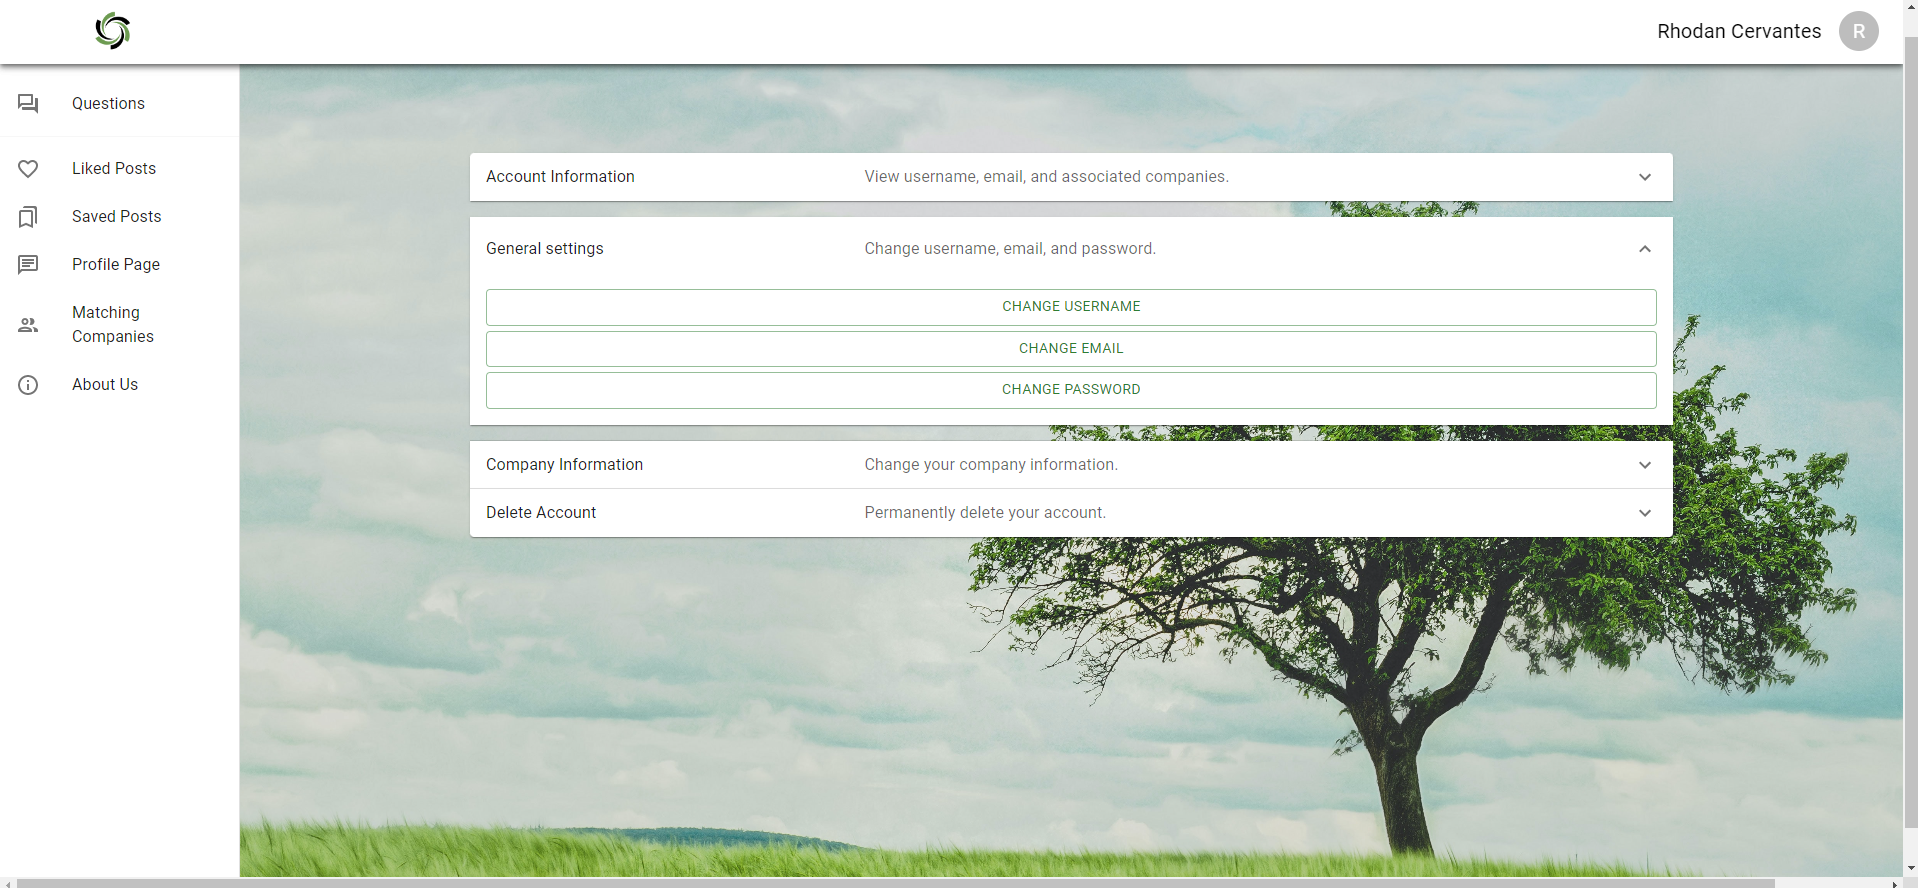 Rhodan Cervantes
R
Questions
Liked Posts
Saved Posts
Profile Page
Matching
Companies
About Us
Account Information
View username, email, and associated companies.
General settings
Change username, email, and password.
CHANGE USERNAME
CHANGE EMAIL
CHANGE PASSWORD
Company Information
Change your company information.
Delete Account
Permanently delete your account.